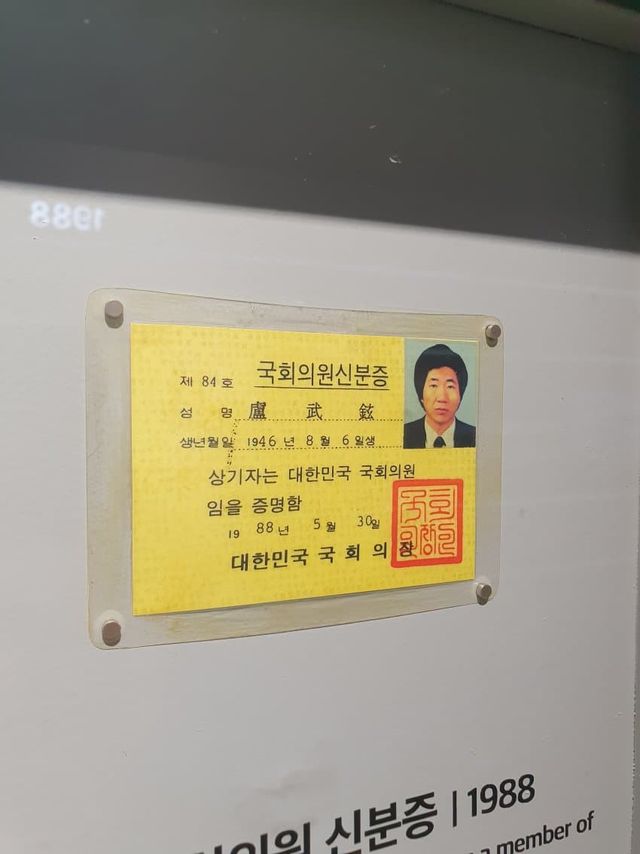 1988
제 84 호 국회의원신분증
성 명 盧 武 鉉
생년월일 1946 년 8 월 6 일생
상기자는 대한민국 국회의원
임을 증명함
19 88 년 5 월 30 일
대한민국 국회의장
의원 신분증 | 1988
a member of